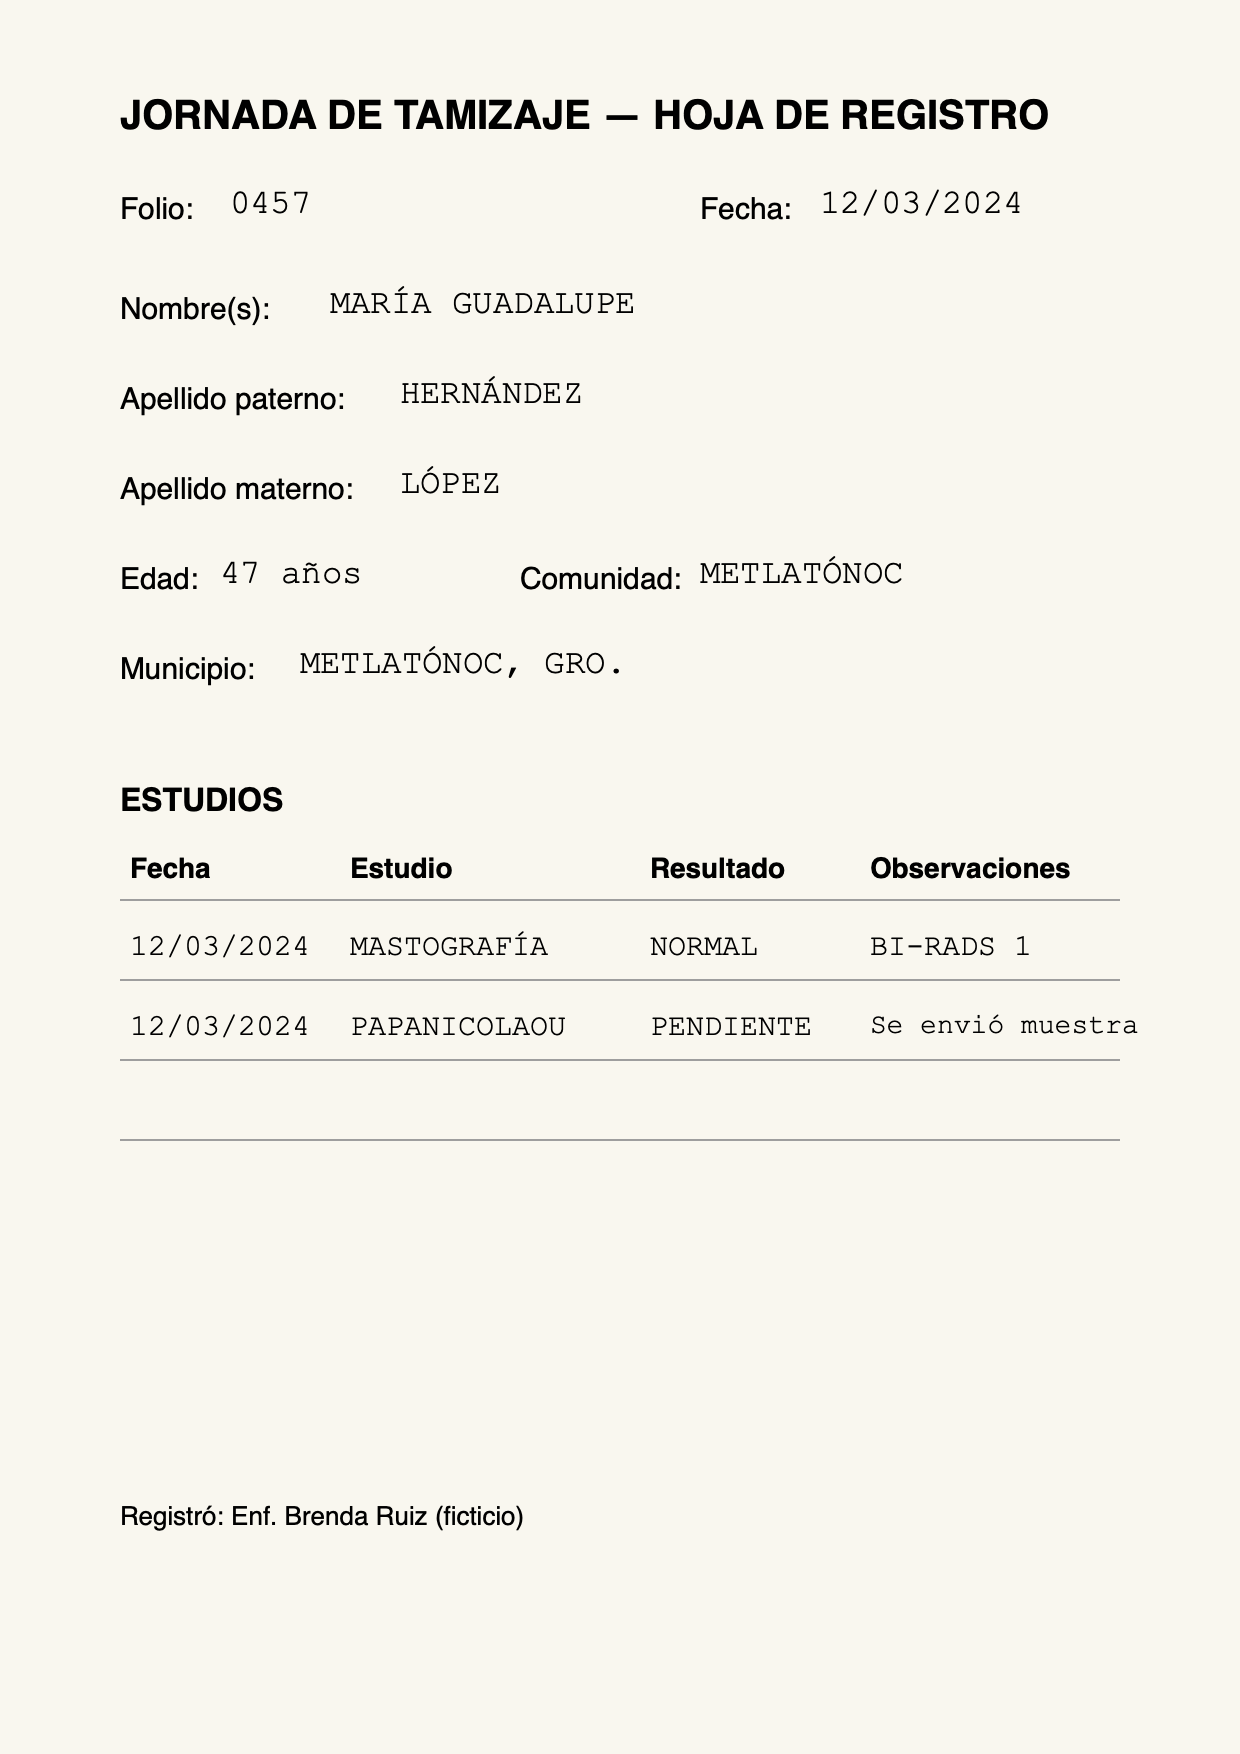 JORNADA DE TAMIZAJE — HOJA DE REGISTRO
Folio: 0457 Fecha: 12/03/2024
Nombre(s): MARÍA GUADALUPE
Apellido paterno: HERNÁNDEZ
Apellido materno: LÓPEZ
Edad: 47 años Comunidad: METLATÓNOC
Municipio: METLATÓNOC, GRO.
ESTUDIOS
Fecha Estudio Resultado Observaciones
12/03/2024 MASTOGRAFÍA NORMAL BI-RADS 1
12/03/2024 PAPANICOLAOU PENDIENTE Se envió muestra
Registró: Enf. Brenda Ruiz (ficticio)